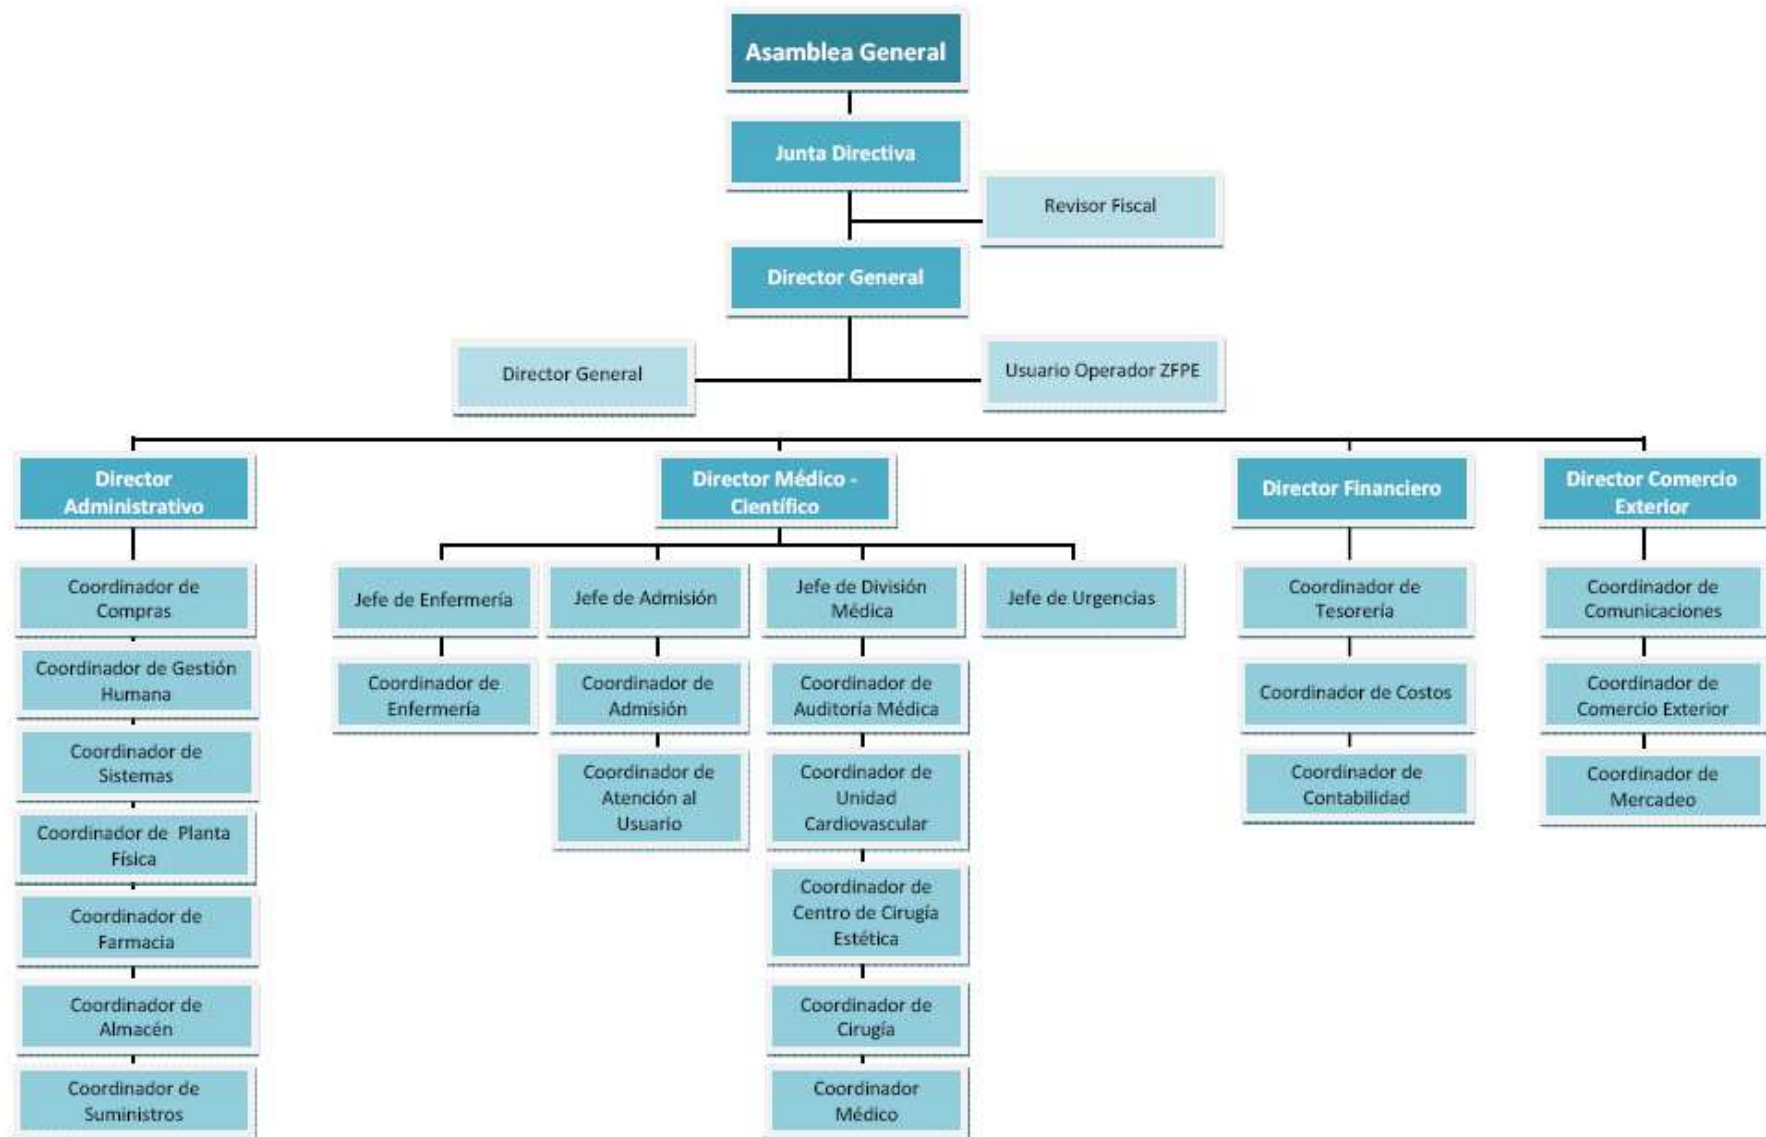 Asamblea General
Junta Directiva
Revisor Fiscal
Director General
Director General
Usuario Operador ZFPE
Director
Administrativo
Director Médico -
Científico
Director Financiero
Director Comercio
Exterior
Coordinador de
Compras
Coordinador de Gestión
Humana
Coordinador de
Sistemas
Coordinador de Planta
Física
Coordinador de
Farmacia
Coordinador de
Almacén
Coordinador de
Suministros
Jefe de Enfermería
Coordinador de
Enfermería
Jefe de Admisión
Coordinador de
Admisión
Coordinador de
Atención al
Usuario
Jefe de División
Médica
Coordinador de
Auditoría Médica
Coordinador de
Unidad
Cardiovascular
Coordinador de
Centro de Cirugía
Estética
Coordinador de
Cirugía
Coordinador
Médico
Jefe de Urgencias
Coordinador de
Tesorería
Coordinador de Costos
Coordinador de
Contabilidad
Coordinador de
Comunicaciones
Coordinador de
Comercio Exterior
Coordinador de
Mercadeo